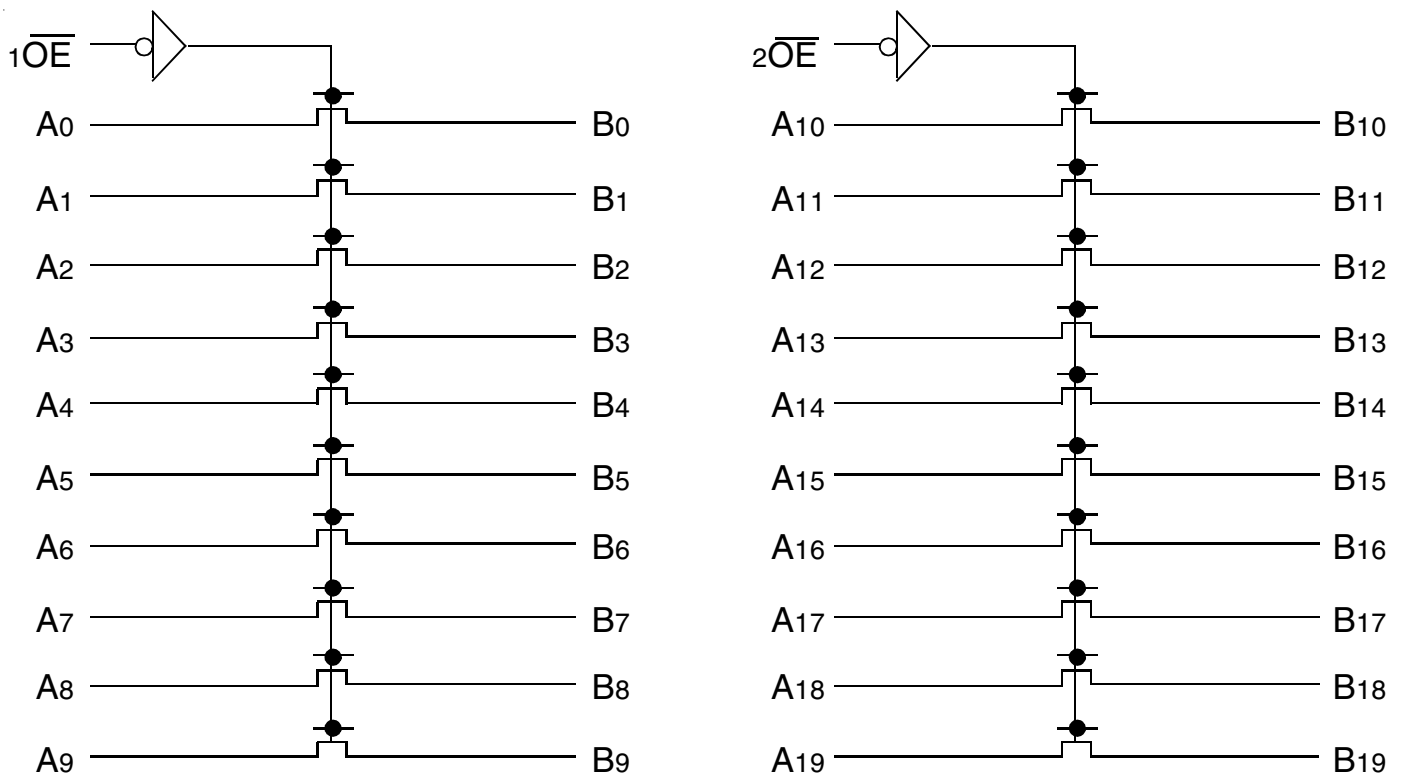 1OE 2OE
A0 B0 A10 B10
A1 B1 A11 B11
A2 B2 A12 B12
A3 B3 A13 B13
A4 B4 A14 B14
A5 B5 A15 B15
A6 B6 A16 B16
A7 B7 A17 B17
A8 B8 A18 B18
A9 B9 A19 B19